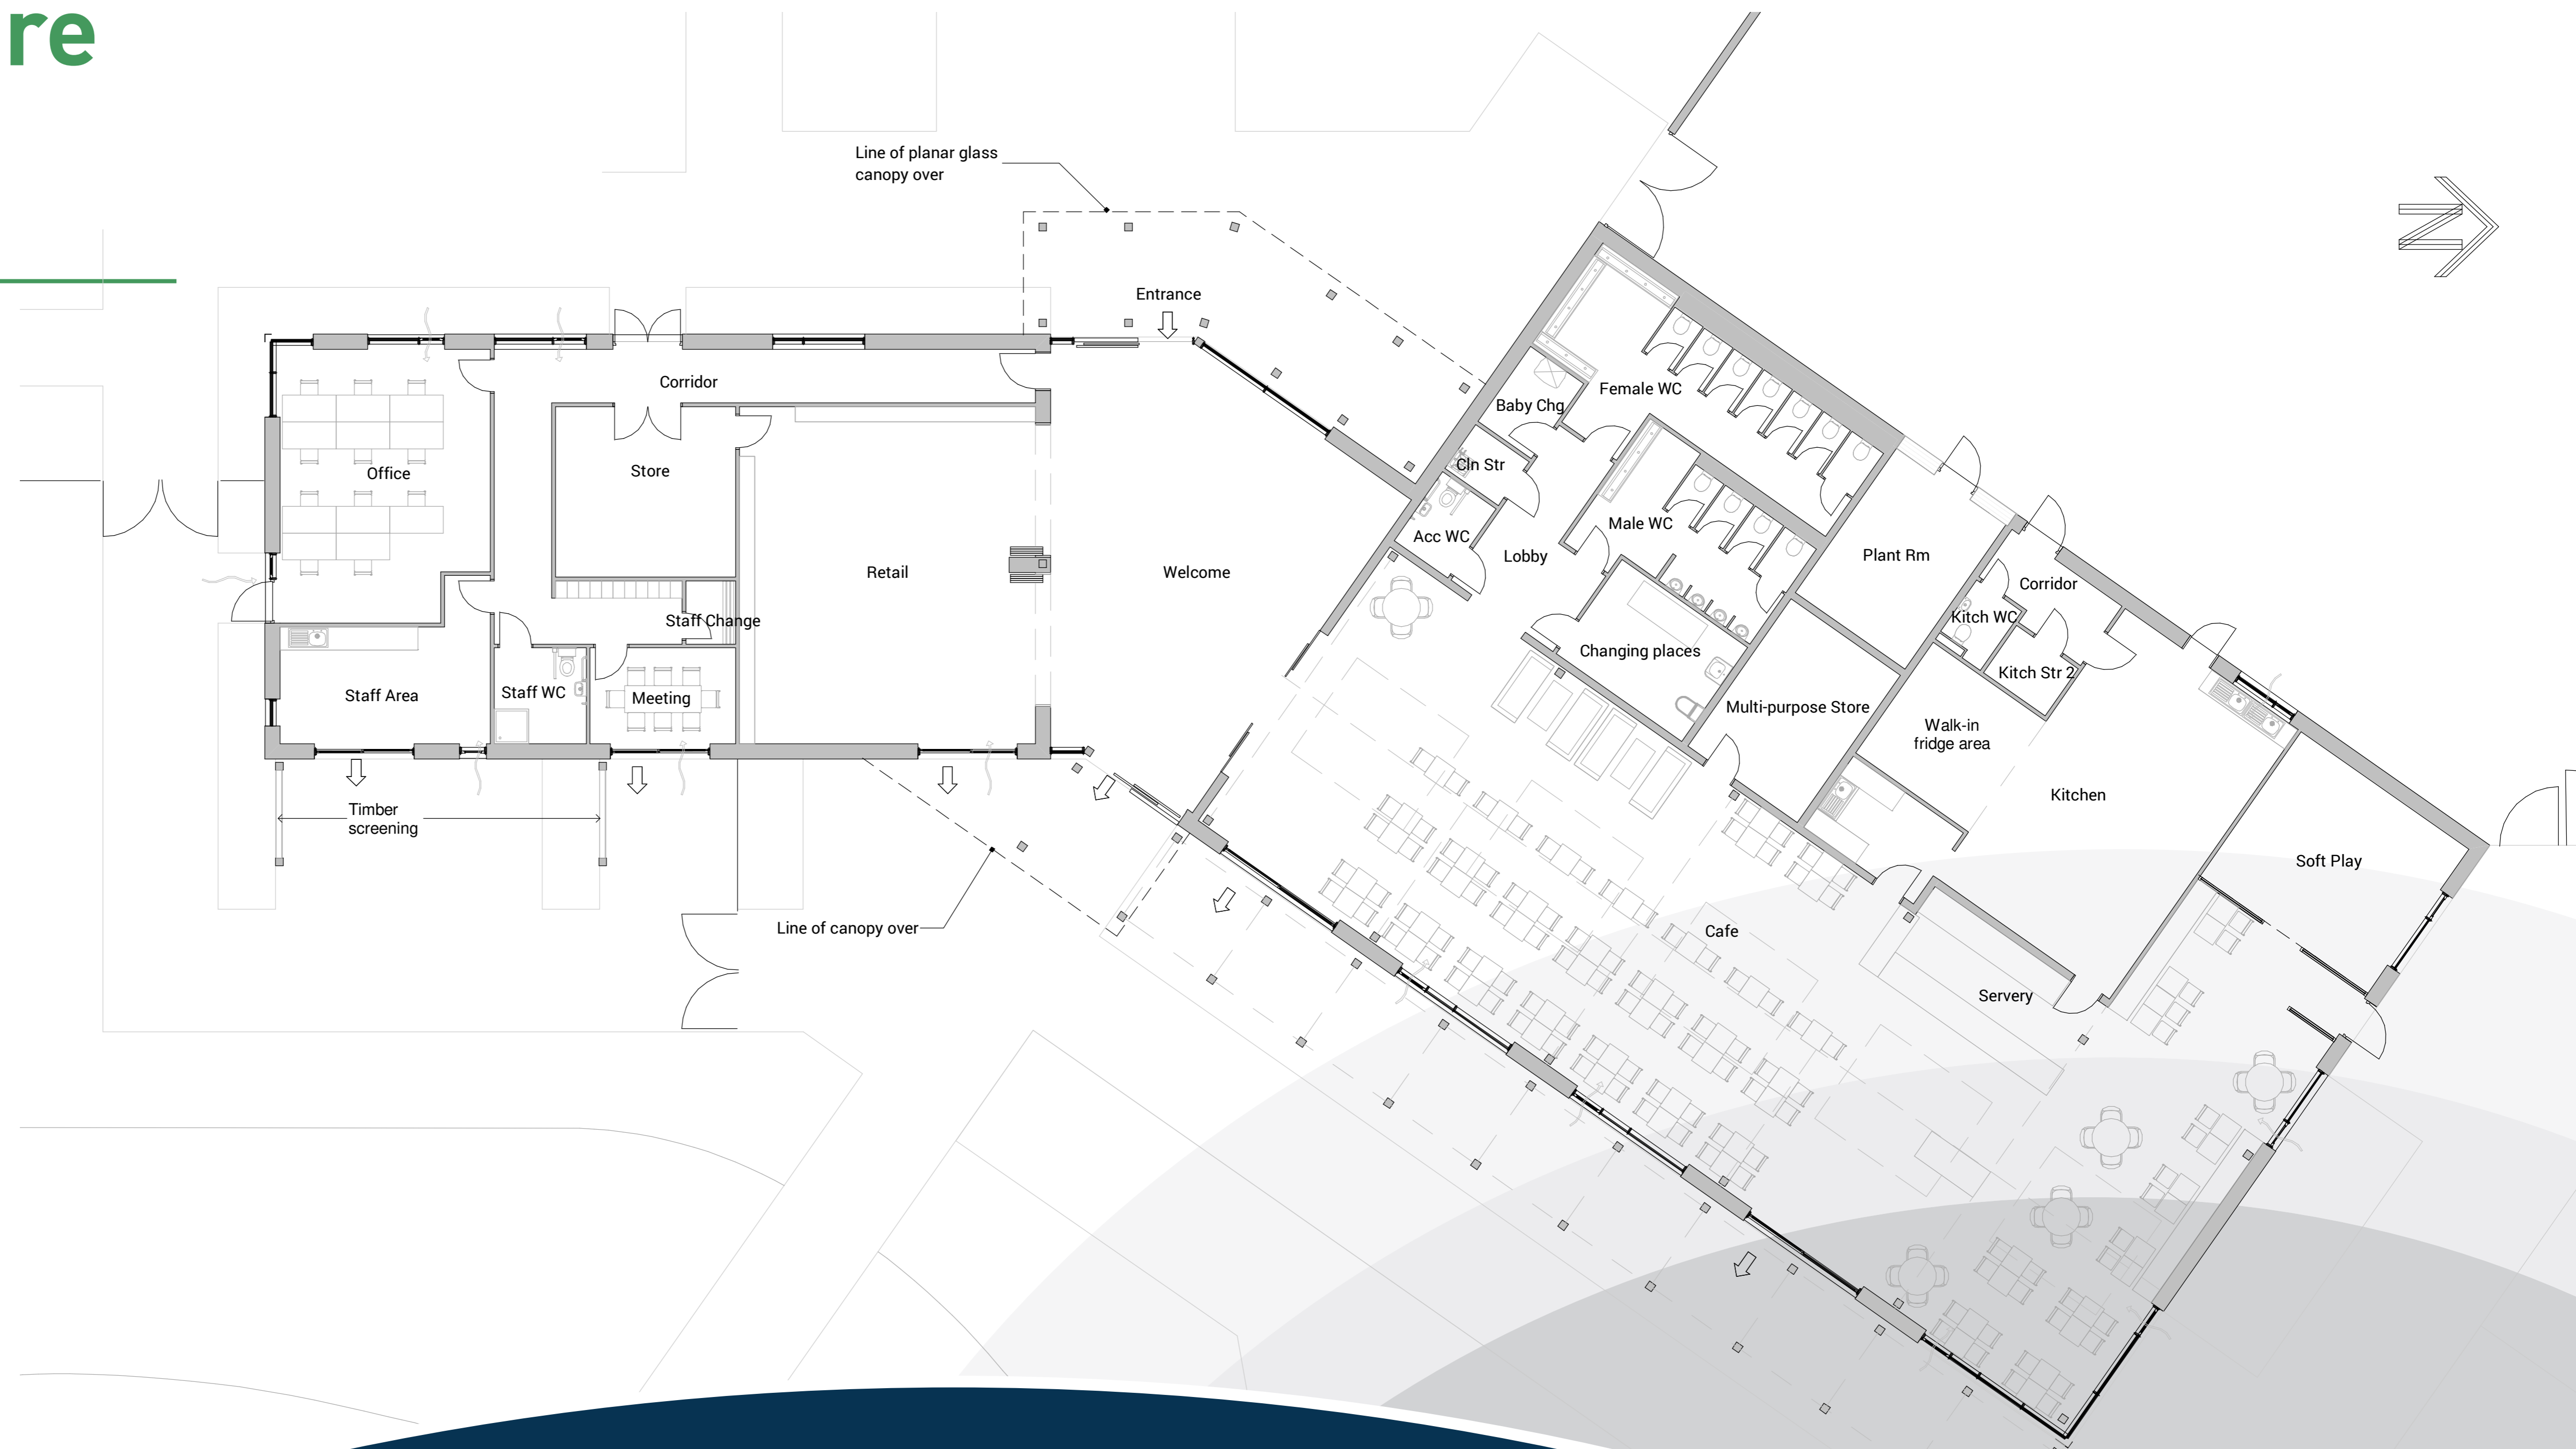 re
Line of planar glass
canopy over
Entrance
Corridor
Office
Store
Retail
Welcome
Staff Change
Staff Area
Staff WC
Meeting
Timber
screening
Line of canopy over
Female WC
Baby Chg
Cln Str
Acc WC
Lobby
Male WC
Changing places
Plant Rm
Corridor
Kitch WC
Kitch Str 2
Multi-purpose Store
Walk-in
fridge area
Kitchen
Soft Play
Cafe
Servery
N